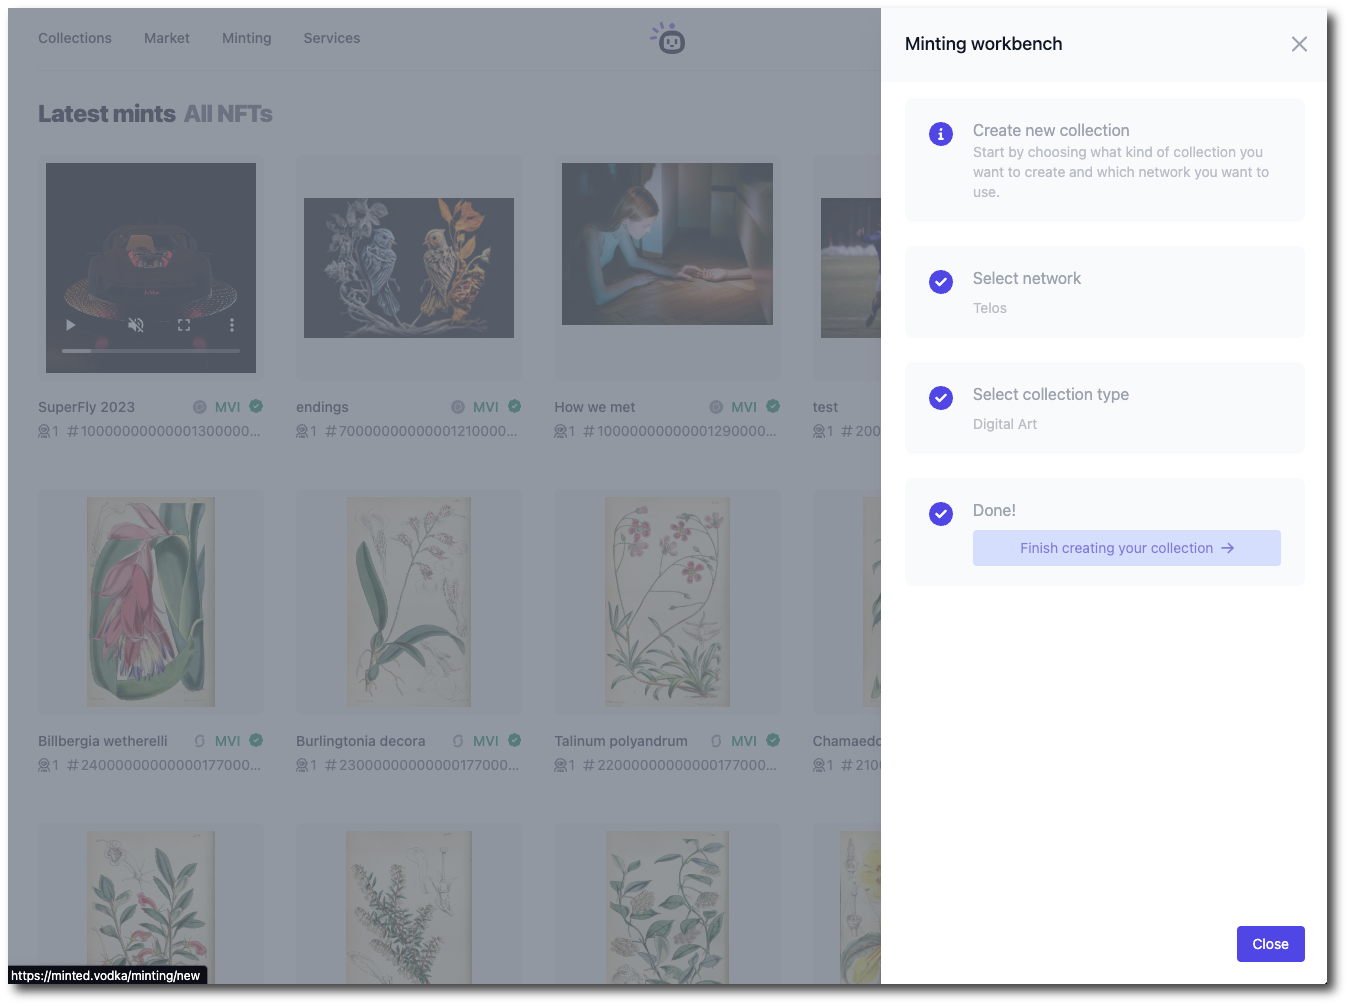 Collections Market Minting Services
Latest mints All NFTs
SuperFly 2023 MVI
1 #10000000000001300000...
endings MVI
1 #70000000000001210000...
How we met MVI
1 #10000000000001290000...
test
1 #200
Billbergia wetherelli MVI
1 #24000000000000177000...
Burlingtonia decora MVI
1 #23000000000000177000...
Talinum polyandrum MVI
1 #22000000000000177000...
Chamaedo
1 #210
https://minted.vodka/minting/new
Minting workbench
Create new collection
Start by choosing what kind of collection you
want to create and which network you want to
use.
Select network
Telos
Select collection type
Digital Art
Done!
Finish creating your collection →
Close